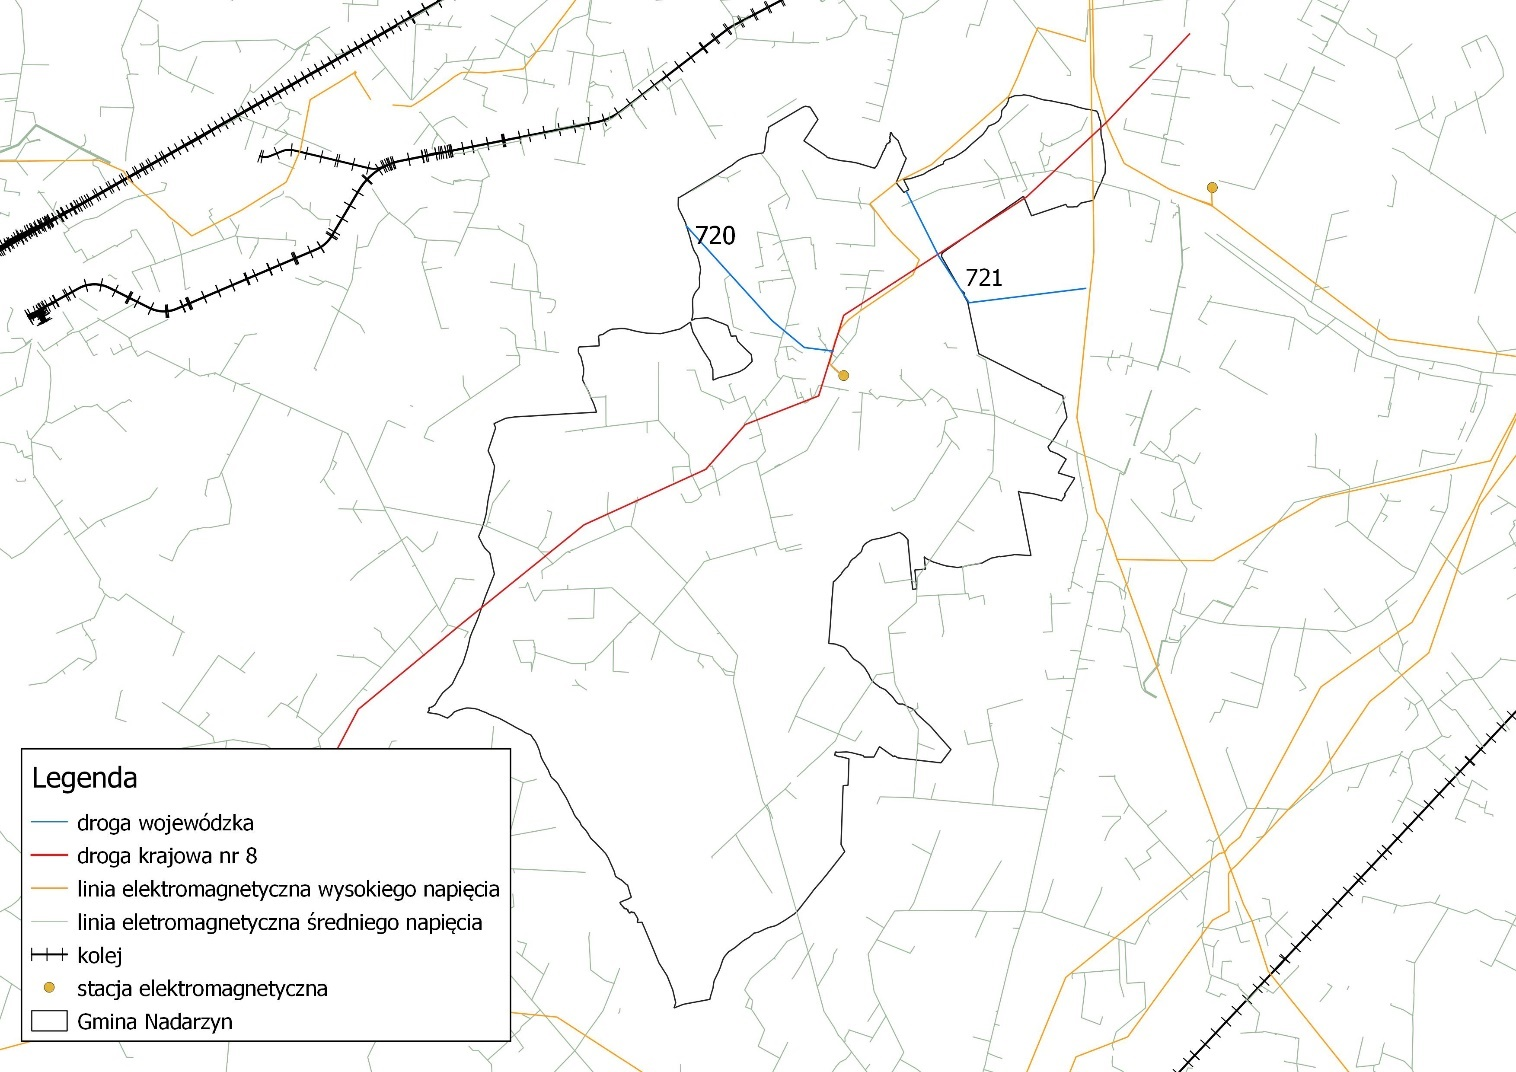 720
721
Legenda
droga wojewódzka
droga krajowa nr 8
linia elektromagnetyczna wysokiego napięcia
linia eletromagnetyczna średniego napięcia
kolej
stacja elektromagnetyczna
Gmina Nadarzyn